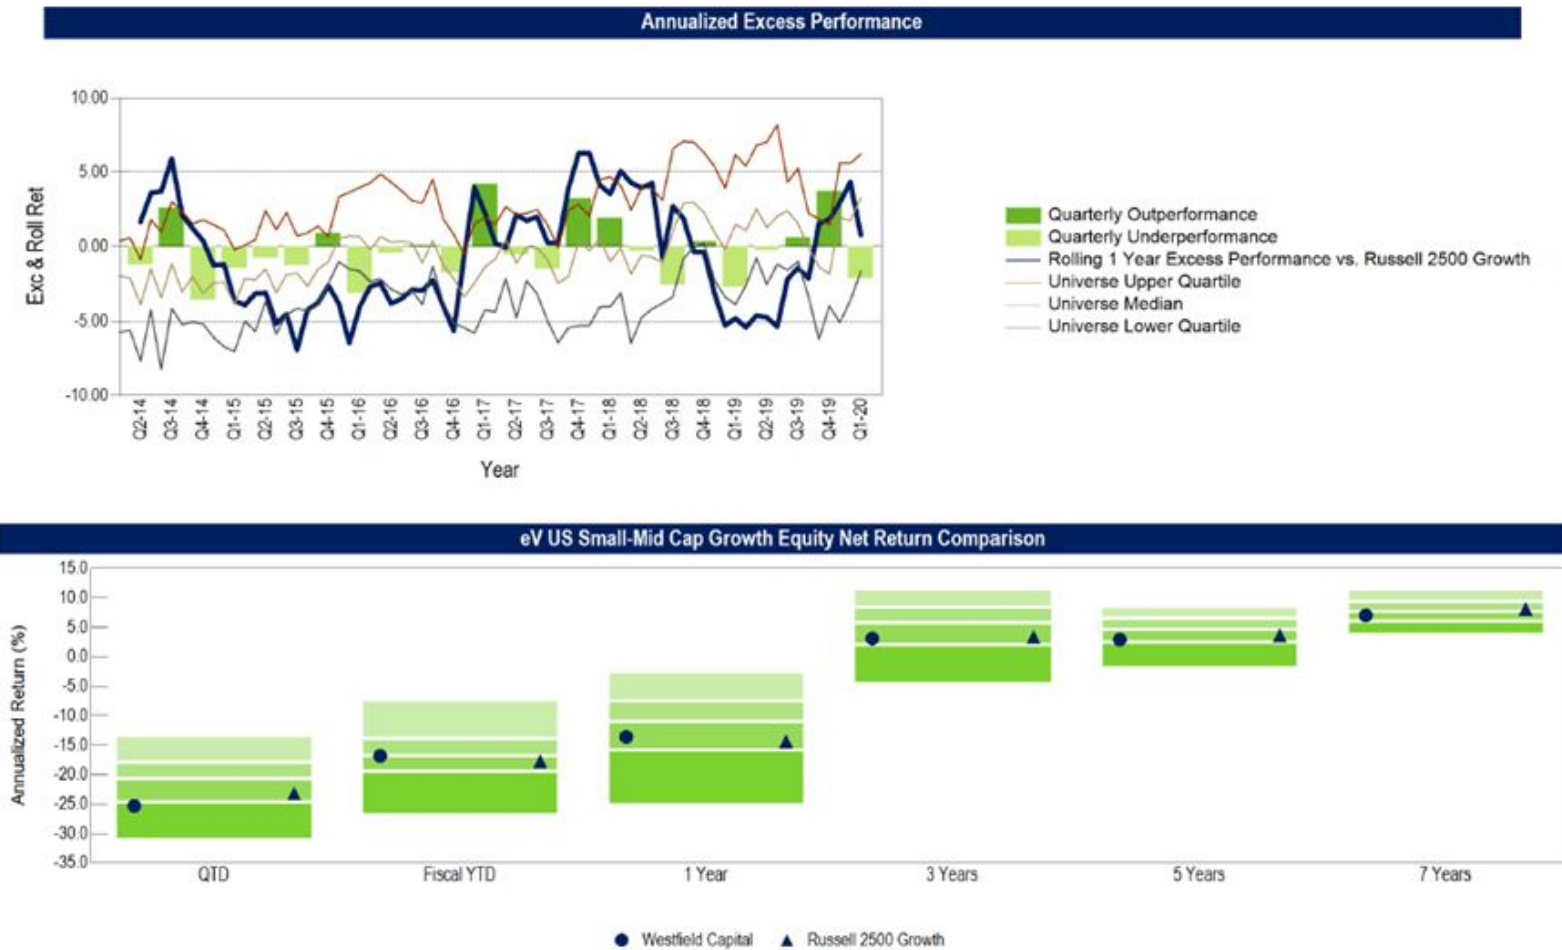 Annualized Excess Performance
10.00
5.00
0.00
-5.00
-10.00
Exc & Roll Ret
Q2-14
Q3-14
Q4-14
Q1-15
Q2-15
Q3-15
Q4-15
Q1-16
Q2-16
Q3-16
Q4-16
Q1-17
Q2-17
Q3-17
Q4-17
Q1-18
Q2-18
Q3-18
Q4-18
Q1-19
Q2-19
Q3-19
Q4-19
Q1-20
Year
Quarterly Outperformance
Quarterly Underperformance
Rolling 1 Year Excess Performance vs. Russell 2500 Growth
Universe Upper Quartile
Universe Median
Universe Lower Quartile
eV US Small-Mid Cap Growth Equity Net Return Comparison
15.0
10.0
5.0
0.0
-5.0
-10.0
-15.0
-20.0
-25.0
-30.0
-35.0
Annualized Return (%)
QTD
Fiscal YTD
1 Year
3 Years
5 Years
7 Years
Westfield Capital
Russell 2500 Growth